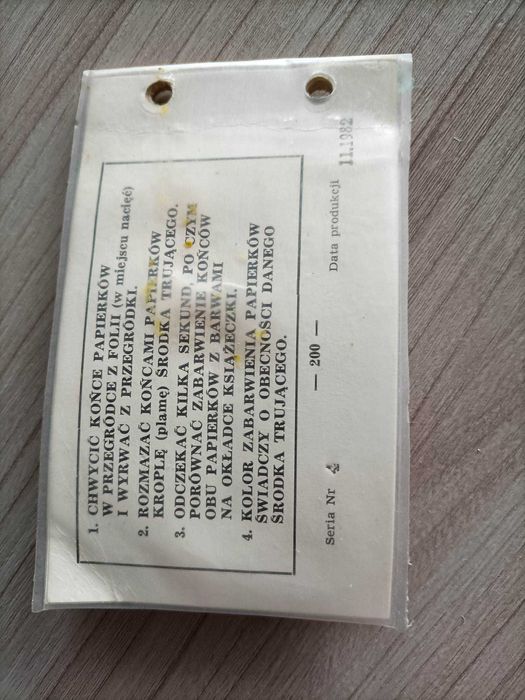 1. CHWYCIĆ KOŃCE PAPIERKÓW
W PRZEGRÓDCE Z FOLII (w miejscu nacięć)
I WYRWAĆ Z PRZEGRÓDKI.
2. ROZMAZAĆ KOŃCAMI PAPIERKÓW
KROPLĘ (plamę) ŚRODKA TRUJĄCEGO.
3. ODCZEKAĆ KILKA SEKUND, PO CZYM
PORÓWNAĆ ZABARWIENIE KOŃCÓW
OBU PAPIERKÓW Z BARWAMI
NA OKŁADCE KSIĄŻECZKI.
4. KOLOR ZABARWIENIA PAPIERKÓW
ŚWIADCZY O OBECNOŚCI DANEGO
ŚRODKA TRUJĄCEGO.
— 200 —
Seria Nr Data produkcji 11.1982